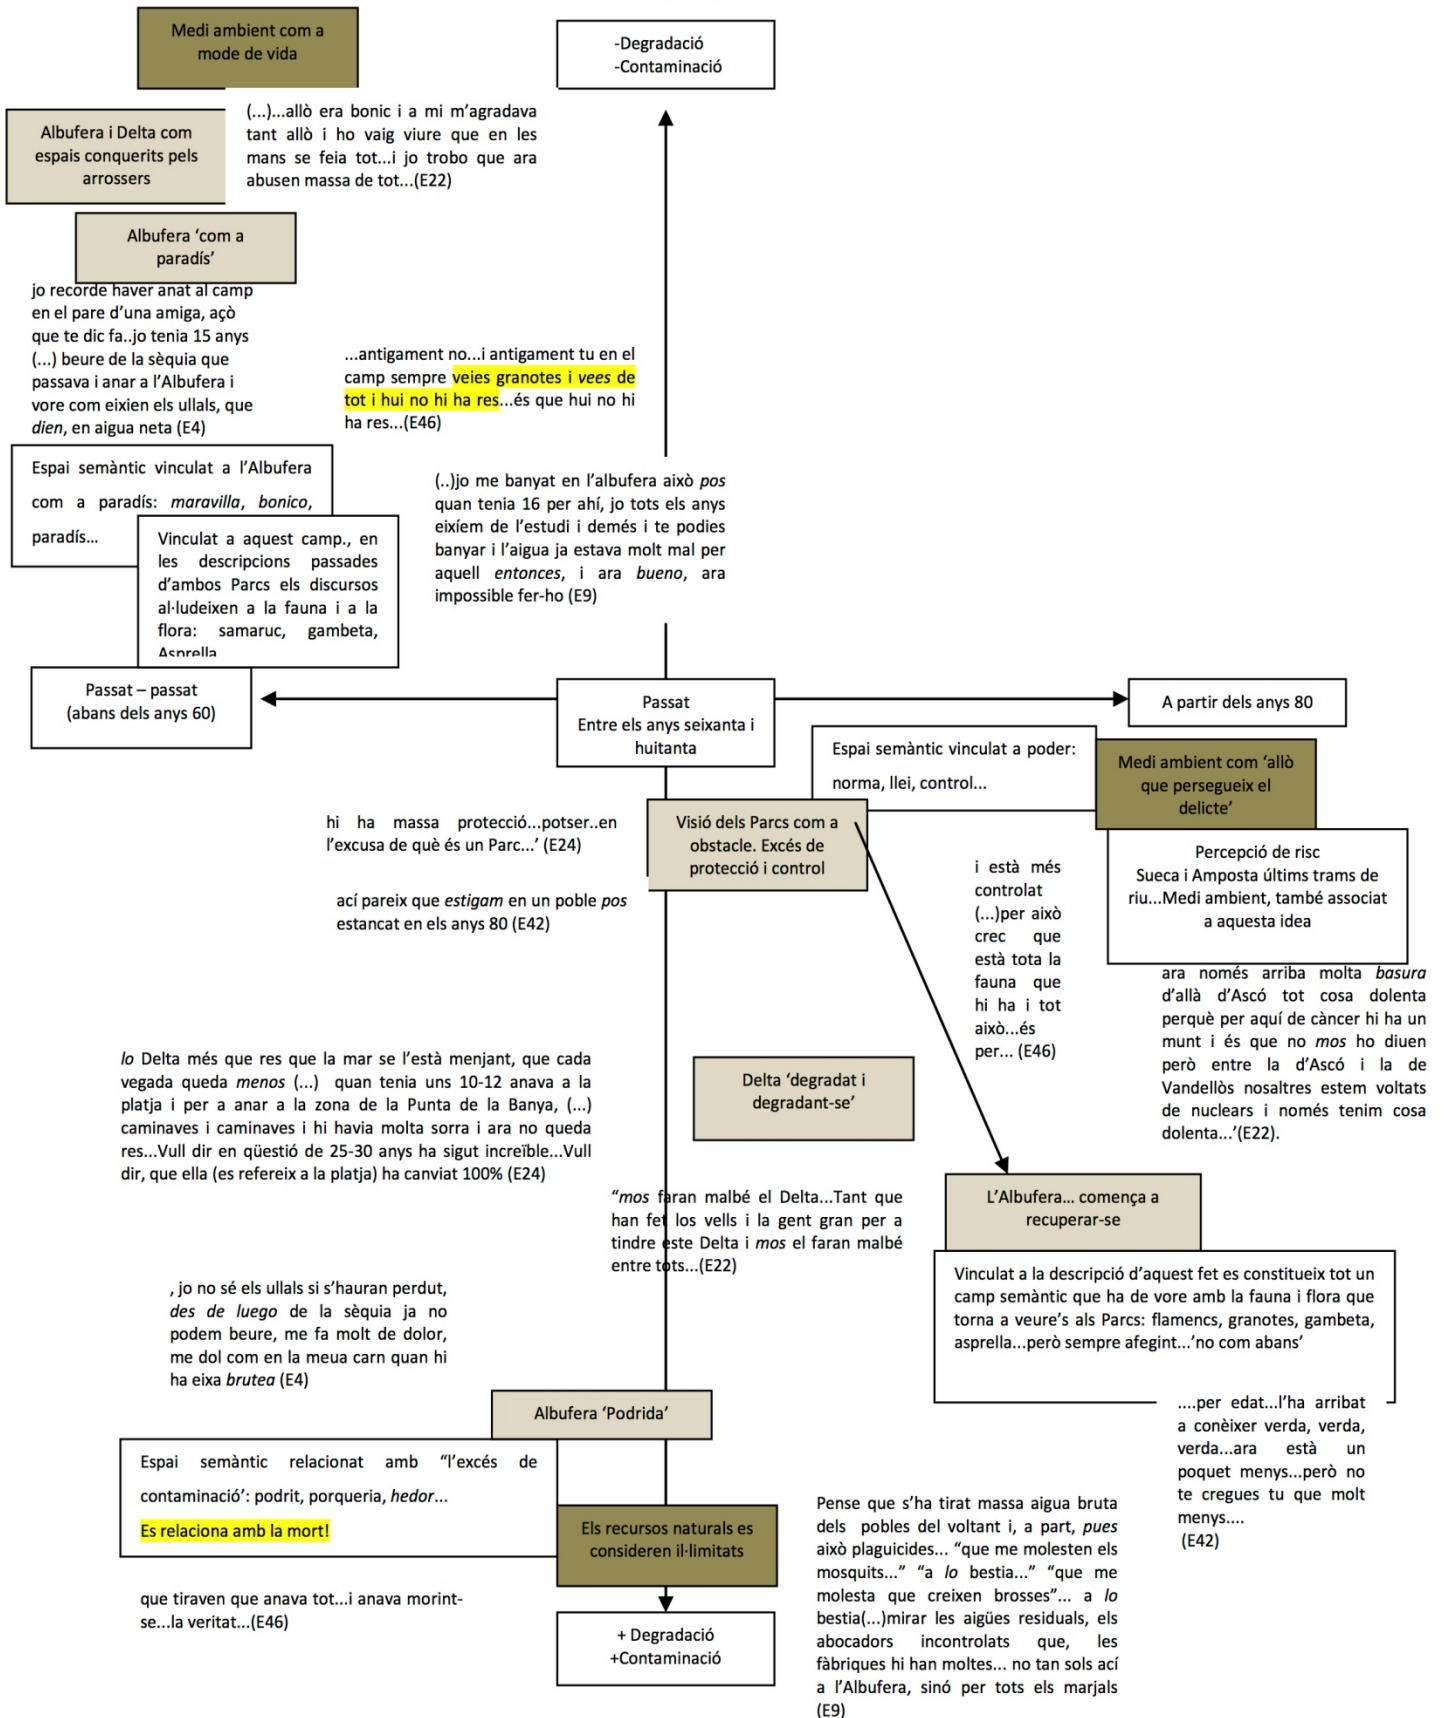 Medi ambient com a
mode de vida
-Degradació
-Contaminació
Albufera i Delta com
espais conquerits pels
arrossers
(...)...allò era bonic i a mi m’agradava
tant allò i ho vaig viure que en les
mans se feia tot...i jo trobo que ara
abusen massa de tot...(E22)
Albufera ‘com a
paradís’
jo recorde haver anat al camp
en el pare d’una amiga, açò
que te dic fa..jo tenia 15 anys
(...) beure de la sèquia que
passava i anar a l’Albufera i
vore com eixien els ullals, que
dien, en aigua neta (E4)
...antigament no...i antigament tu en el
camp sempre veies granotes i vees de
tot i hui no hi ha res...és que hui no hi
ha res...(E46)
Espai semàntic vinculat a l’Albufera
com a paradís: maravilla, bonico,
paradís...
Vinculat a aquest camp., en
les descripcions passades
d’ambos Parcs els discursos
al·ludeixen a la fauna i a la
flora: samaruc, gambeta,
Asprella
(..)jo me banyat en l’albufera això pos
quan tenia 16 per ahí, jo tots els anys
eixíem de l’estudi i demés i te podies
banyar i l’aigua ja estava molt mal per
aquell entonces, i ara bueno, ara
impossible fer-ho (E9)
Passat – passat
(abans dels anys 60)
Passat
Entre els anys seixanta i
huitanta
A partir dels anys 80
Espai semàntic vinculat a poder:
norma, llei, control...
Medi ambient com ‘allò
que persegueix el
delicte’
hi ha massa protecció...potser..en
l’excusa de què és un Parc...’ (E24)
ací pareix que estigam en un poble pos
estancat en els anys 80 (E42)
Visió dels Parcs com a
obstacle. Excés de
protecció i control
Percepció de risc
Sueca i Amposta últims trams de
riu...Medi ambient, també associat
a aquesta idea
i està més
controlat
(...)per això
crec que
està tota la
fauna que
hi ha i tot
això...és
per... (E46)
ara només arriba molta basura
d’allà d’Ascó tot cosa dolenta
perquè per aquí de càncer hi ha un
munt i és que no mos ho diuen
però entre la d’Ascó i la de
Vandellòs nosaltres estem voltats
de nuclears i només tenim cosa
dolenta...’(E22).
lo Delta més que res que la mar se l’està menjant, que cada
vegada queda menos (...) quan tenia uns 10-12 anava a la
platja i per a anar a la zona de la Punta de la Banya, (...)
caminaves i caminaves i hi havia molta sorra i ara no queda
res...Vull dir en qüestió de 25-30 anys ha sigut increïble...Vull
dir, que ella (es refereix a la platja) ha canviat 100% (E24)
Delta ‘degradat i
degradant-se’
“mos faran malbé el Delta...Tant que
han fet los vells i la gent gran per a
tindre este Delta i mos el faran malbé
entre tots...(E22)
L’Albufera... comença a
recuperar-se
Vinculat a la descripció d’aquest fet es constitueix tot un
camp semàntic que ha de vore amb la fauna i flora que
torna a veure’s als Parcs: flamencs, granotes, gambeta,
asprella...però sempre afegint...’no com abans’
, jo no sé els ullals si s’hauran perdut,
des de luego de la sèquia ja no
podem beure, me fa molt de dolor,
me dol com en la meua carn quan hi
ha eixa brutea (E4)
Albufera ‘Podrida’
....per edat...l’ha arribat
a conèixer verda, verda,
verda...ara està un
poquet menys...però no
te cregues tu que molt
menys....
(E42)
Espai semàntic relacionat amb “l’excés de
contaminació’: podrit, porqueria, hedor...
Es relaciona amb la mort!
Els recursos naturals es
consideren il·limitats
Pense que s’ha tirat massa aigua bruta
dels pobles del voltant i, a part, pues
això plaguicides... “que me molesten els
mosquits...” “a lo bestia...” “que me
molesta que creixen brosses”... a lo
bestia(...)mirar les aigües residuals, els
abocadors incontrolats que, les
fàbriques hi han moltes... no tan sols ací
a l’Albufera, sinó per tots els marjals
(E9)
que tiraven que anava tot...i anava morint-
se...la veritat...(E46)
+ Degradació
+Contaminació